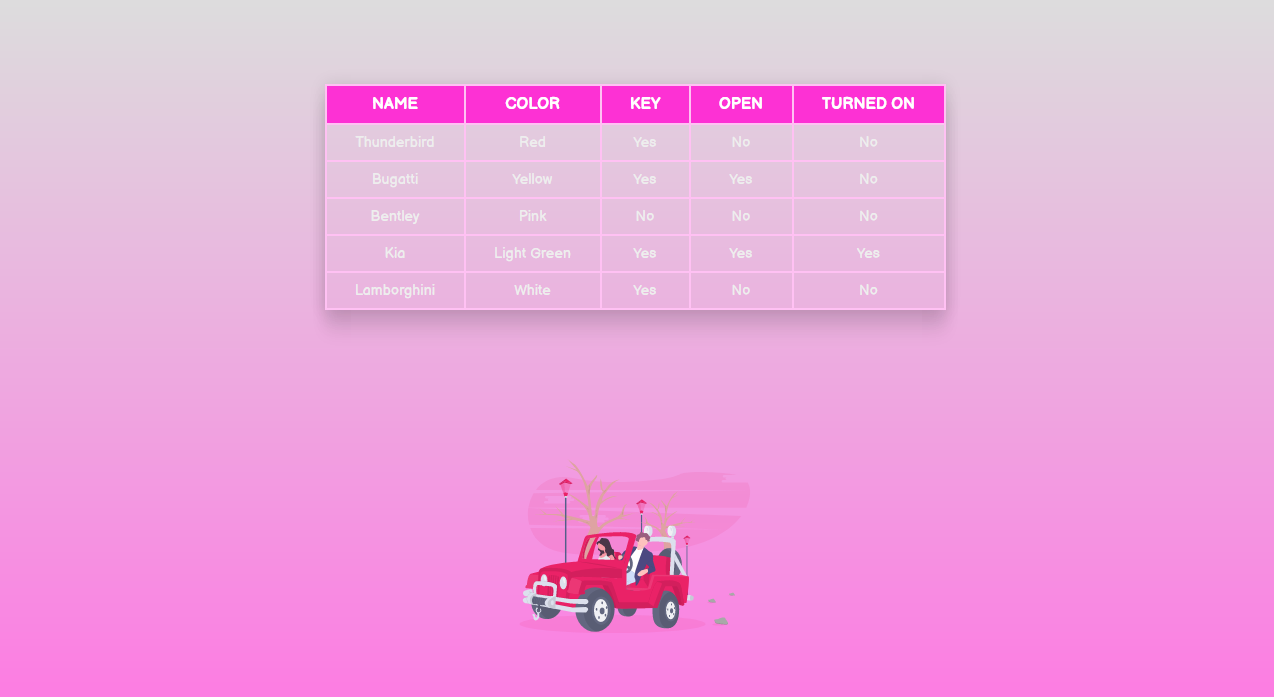 NAME COLOR KEY OPEN TURNED ON
Thunderbird Red Yes No No
Bugatti Yellow Yes Yes No
Bentley Pink No No No
Kia Light Green Yes Yes Yes
Lamborghini White Yes No No